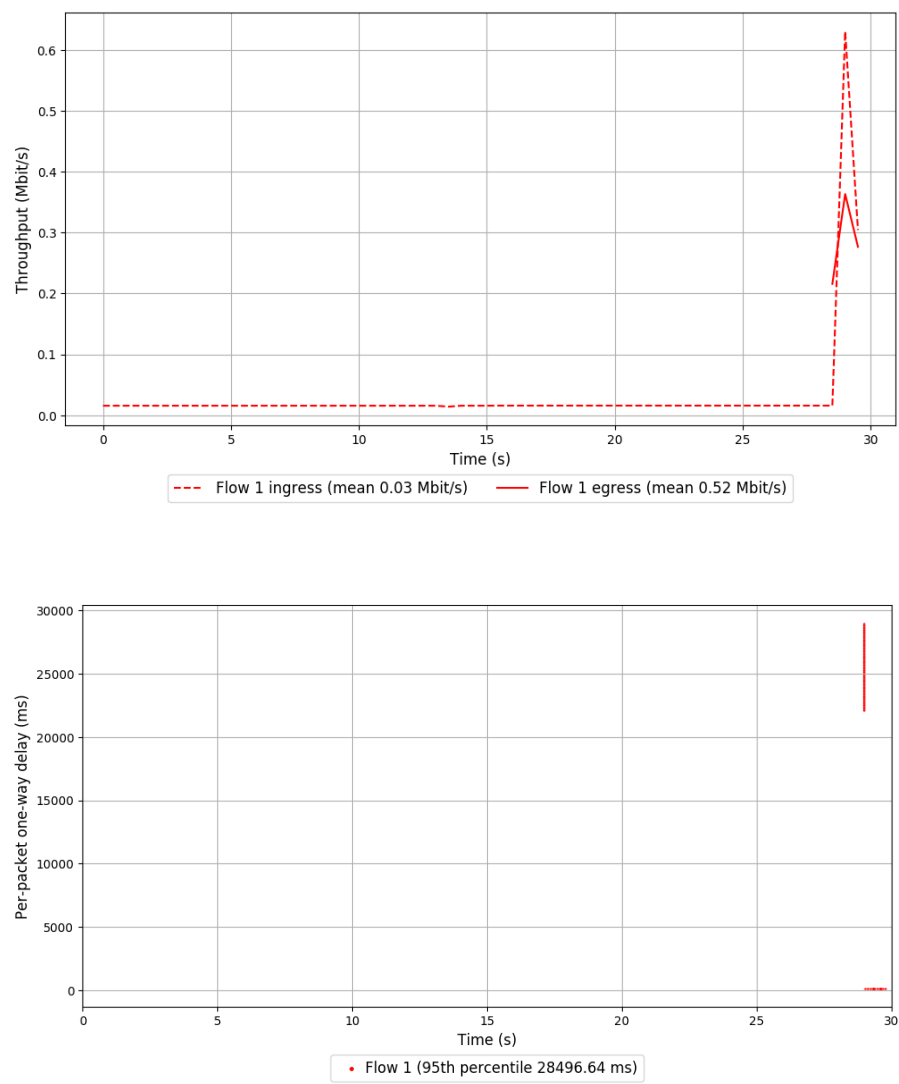 0.6
0.5
0.4
0.3
0.2
0.1
0.0
Throughput (Mbit/s)
0 5 10 15 20 25 30
Time (s)
Flow 1 ingress (mean 0.03 Mbit/s) Flow 1 egress (mean 0.52 Mbit/s)
30000
25000
20000
15000
10000
5000
0
Per-packet one-way delay (ms)
0 5 10 15 20 25 30
Time (s)
Flow 1 (95th percentile 28496.64 ms)